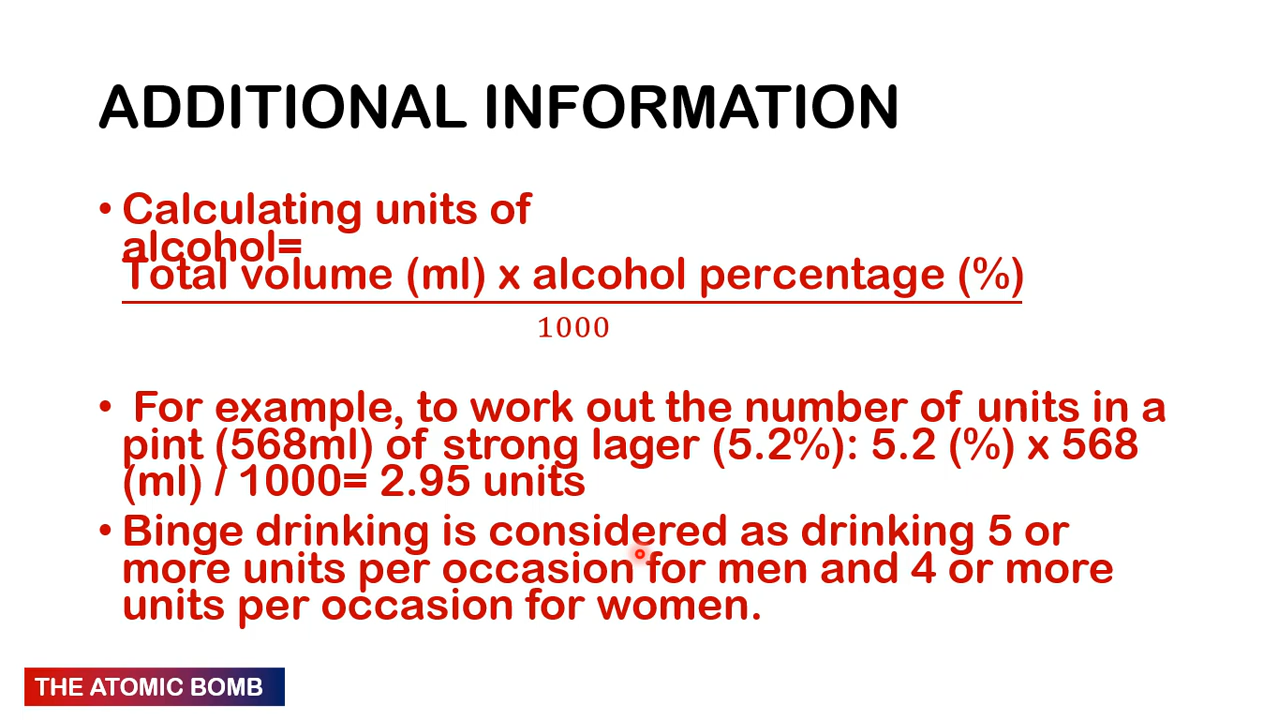 ADDITIONAL INFORMATION
• Calculating units of
alcohol=
Total volume (ml) x alcohol percentage (%)
1000
• For example, to work out the number of units in a
pint (568ml) of strong lager (5.2%): 5.2 (%) x 568
(ml) / 1000= 2.95 units
• Binge drinking is considered as drinking 5 or
more units per occasion for men and 4 or more
units per occasion for women.
THE ATOMIC BOMB